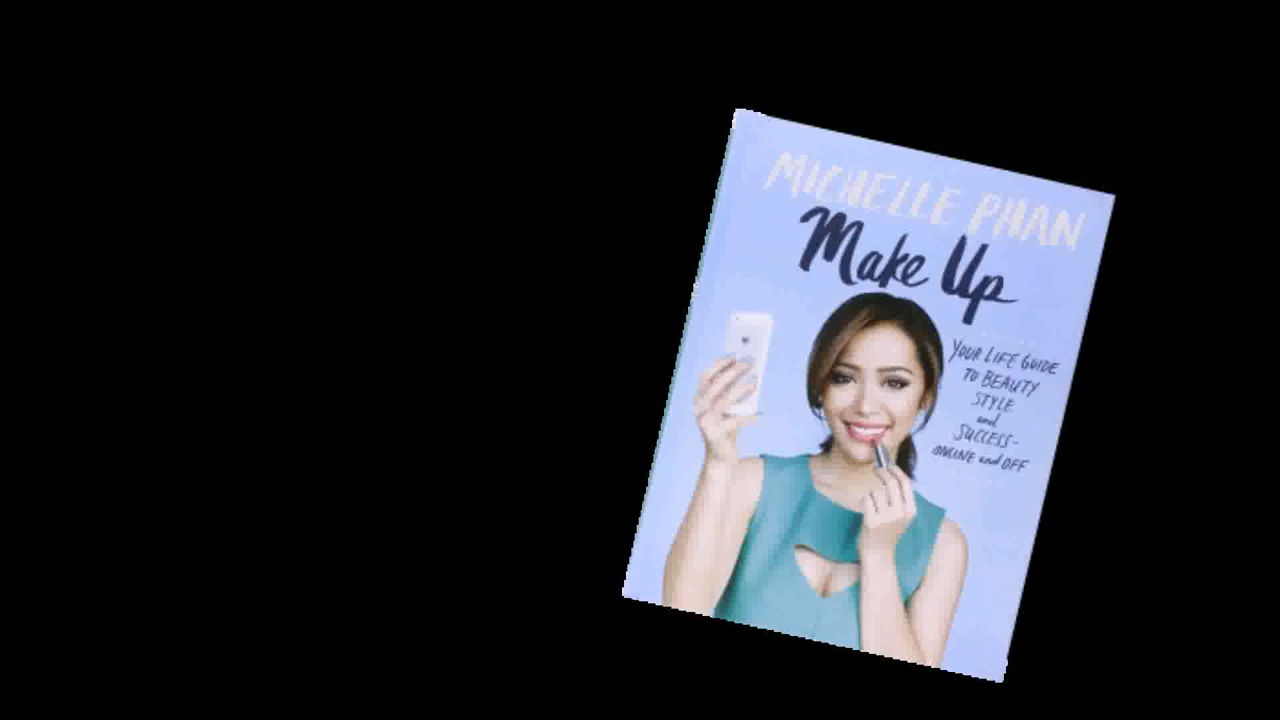 MICHELLE PHAN
Make Up
YOUR LIFE GUIDE
TO BEAUTY
STYLE
and
SUCCESS-
ONLINE and OFF